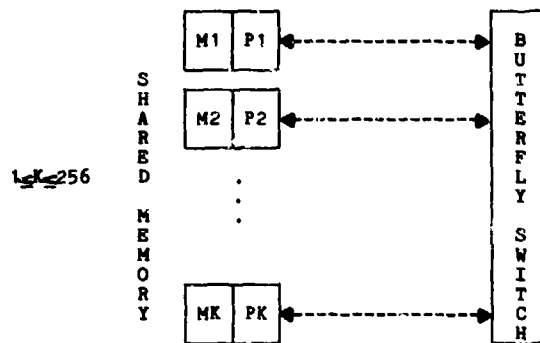 M1 P1
M2 P2
MK PK
1≤K≤256
SHARED MEMORY
BUTTERFLY SWITCH